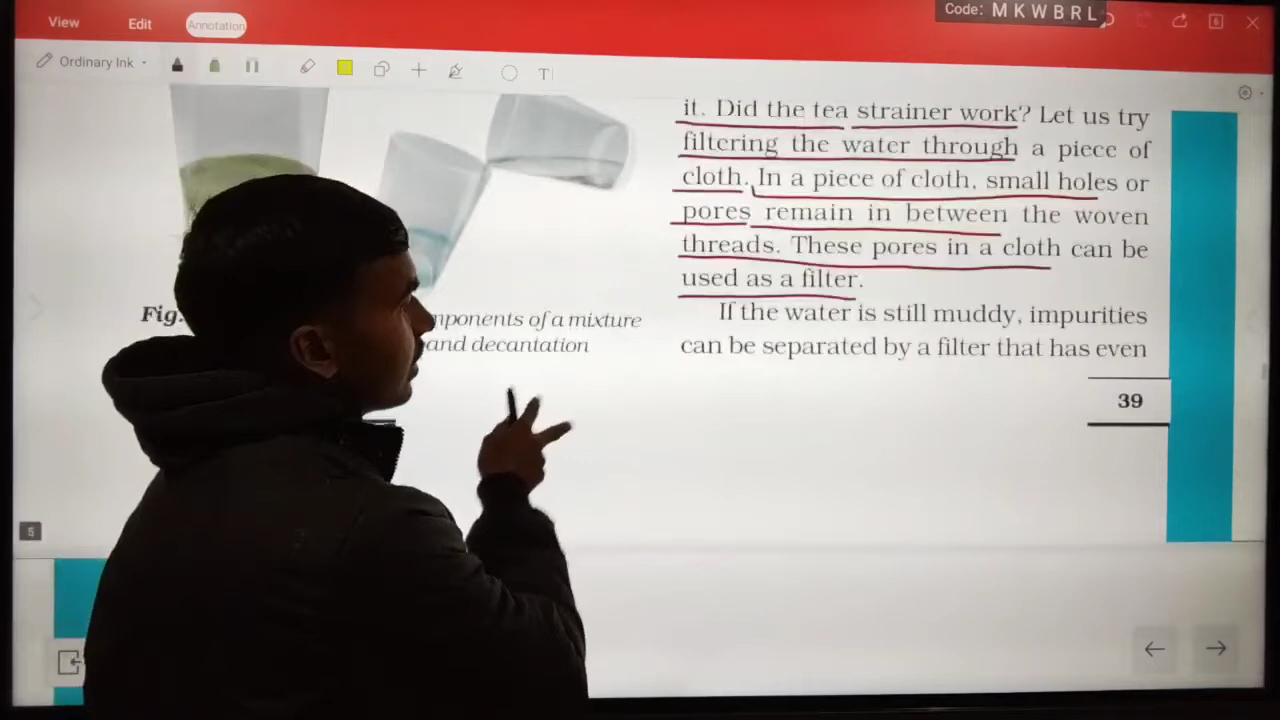 Code: M K W B R L
View Edit Annotation
6
Ordinary Ink
T
it. Did the tea strainer work? Let us try
filtering the water through a piece of
cloth. In a piece of cloth, small holes or
pores remain in between the woven
threads. These pores in a cloth can be
used as a filter.
Fig.
mponents of a mixture
and decantation
If the water is still muddy, impurities
can be separated by a filter that has even
39
5